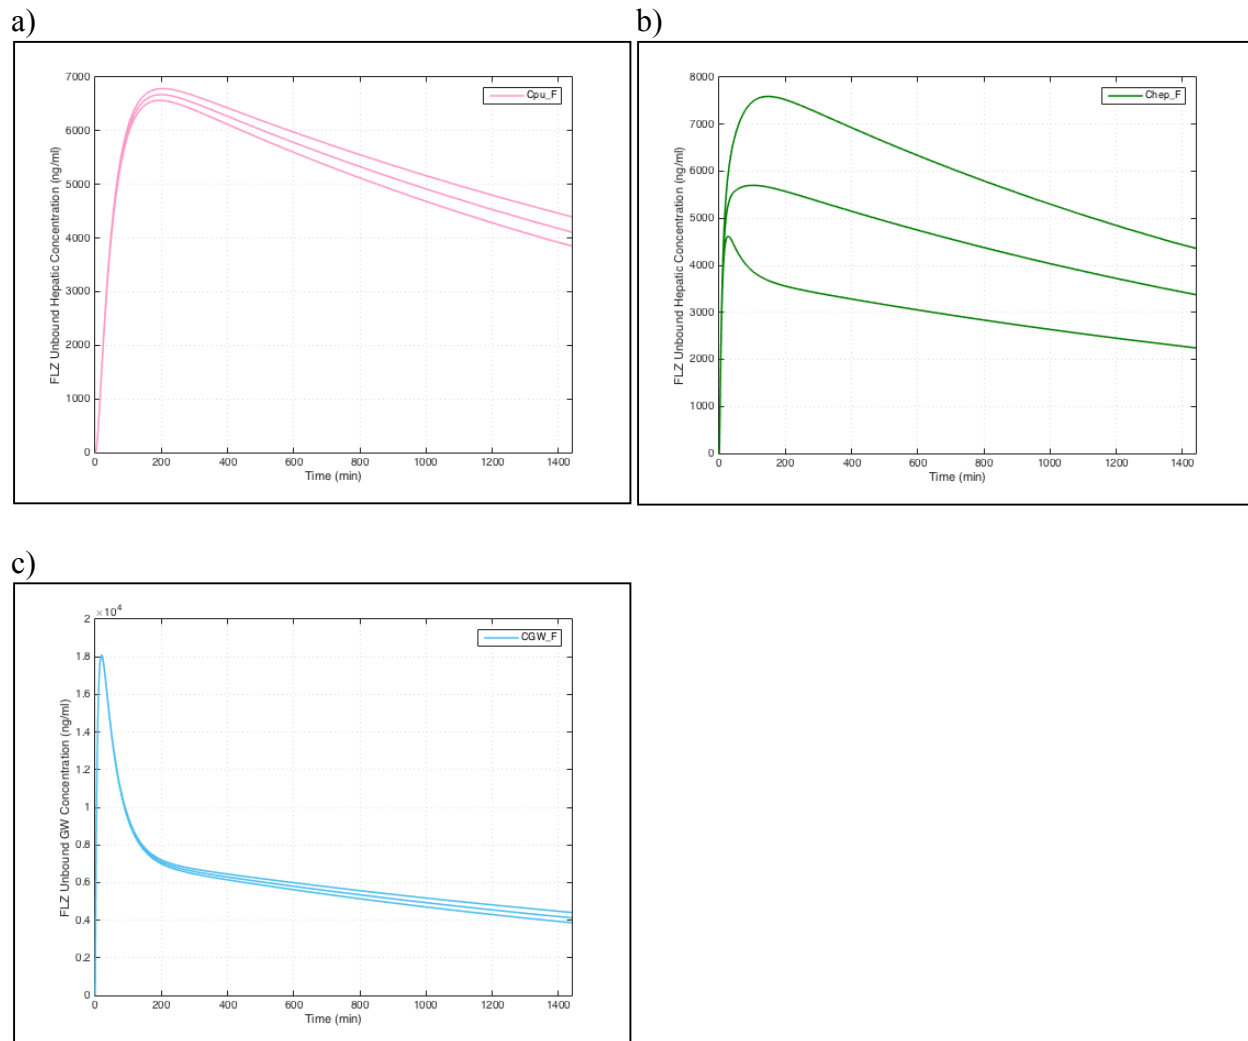 a)
7000
6000
5000
4000
3000
2000
1000
0
FLZ Unbound Hepatic Concentration (ng/ml)
Cpu_F
0 200 400 600 800 1000 1200 1400
Time (min)
b)
8000
7000
6000
5000
4000
3000
2000
1000
0
FLZ Unbound Hepatic Concentration (ng/ml)
Chep_F
0 200 400 600 800 1000 1200 1400
Time (min)
c)
×10^4
2
1.8
1.6
1.4
1.2
1
0.8
0.6
0.4
0.2
0
FLZ Unbound GW Concentration (ng/ml)
CGW_F
0 200 400 600 800 1000 1200 1400
Time (min)